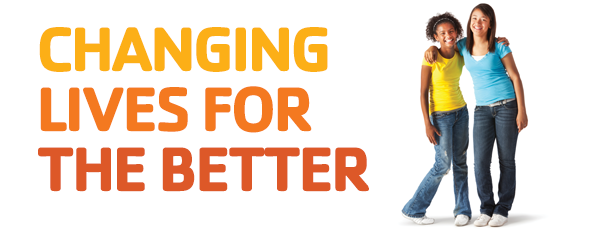 CHANGING
LIVES FOR
THE BETTER